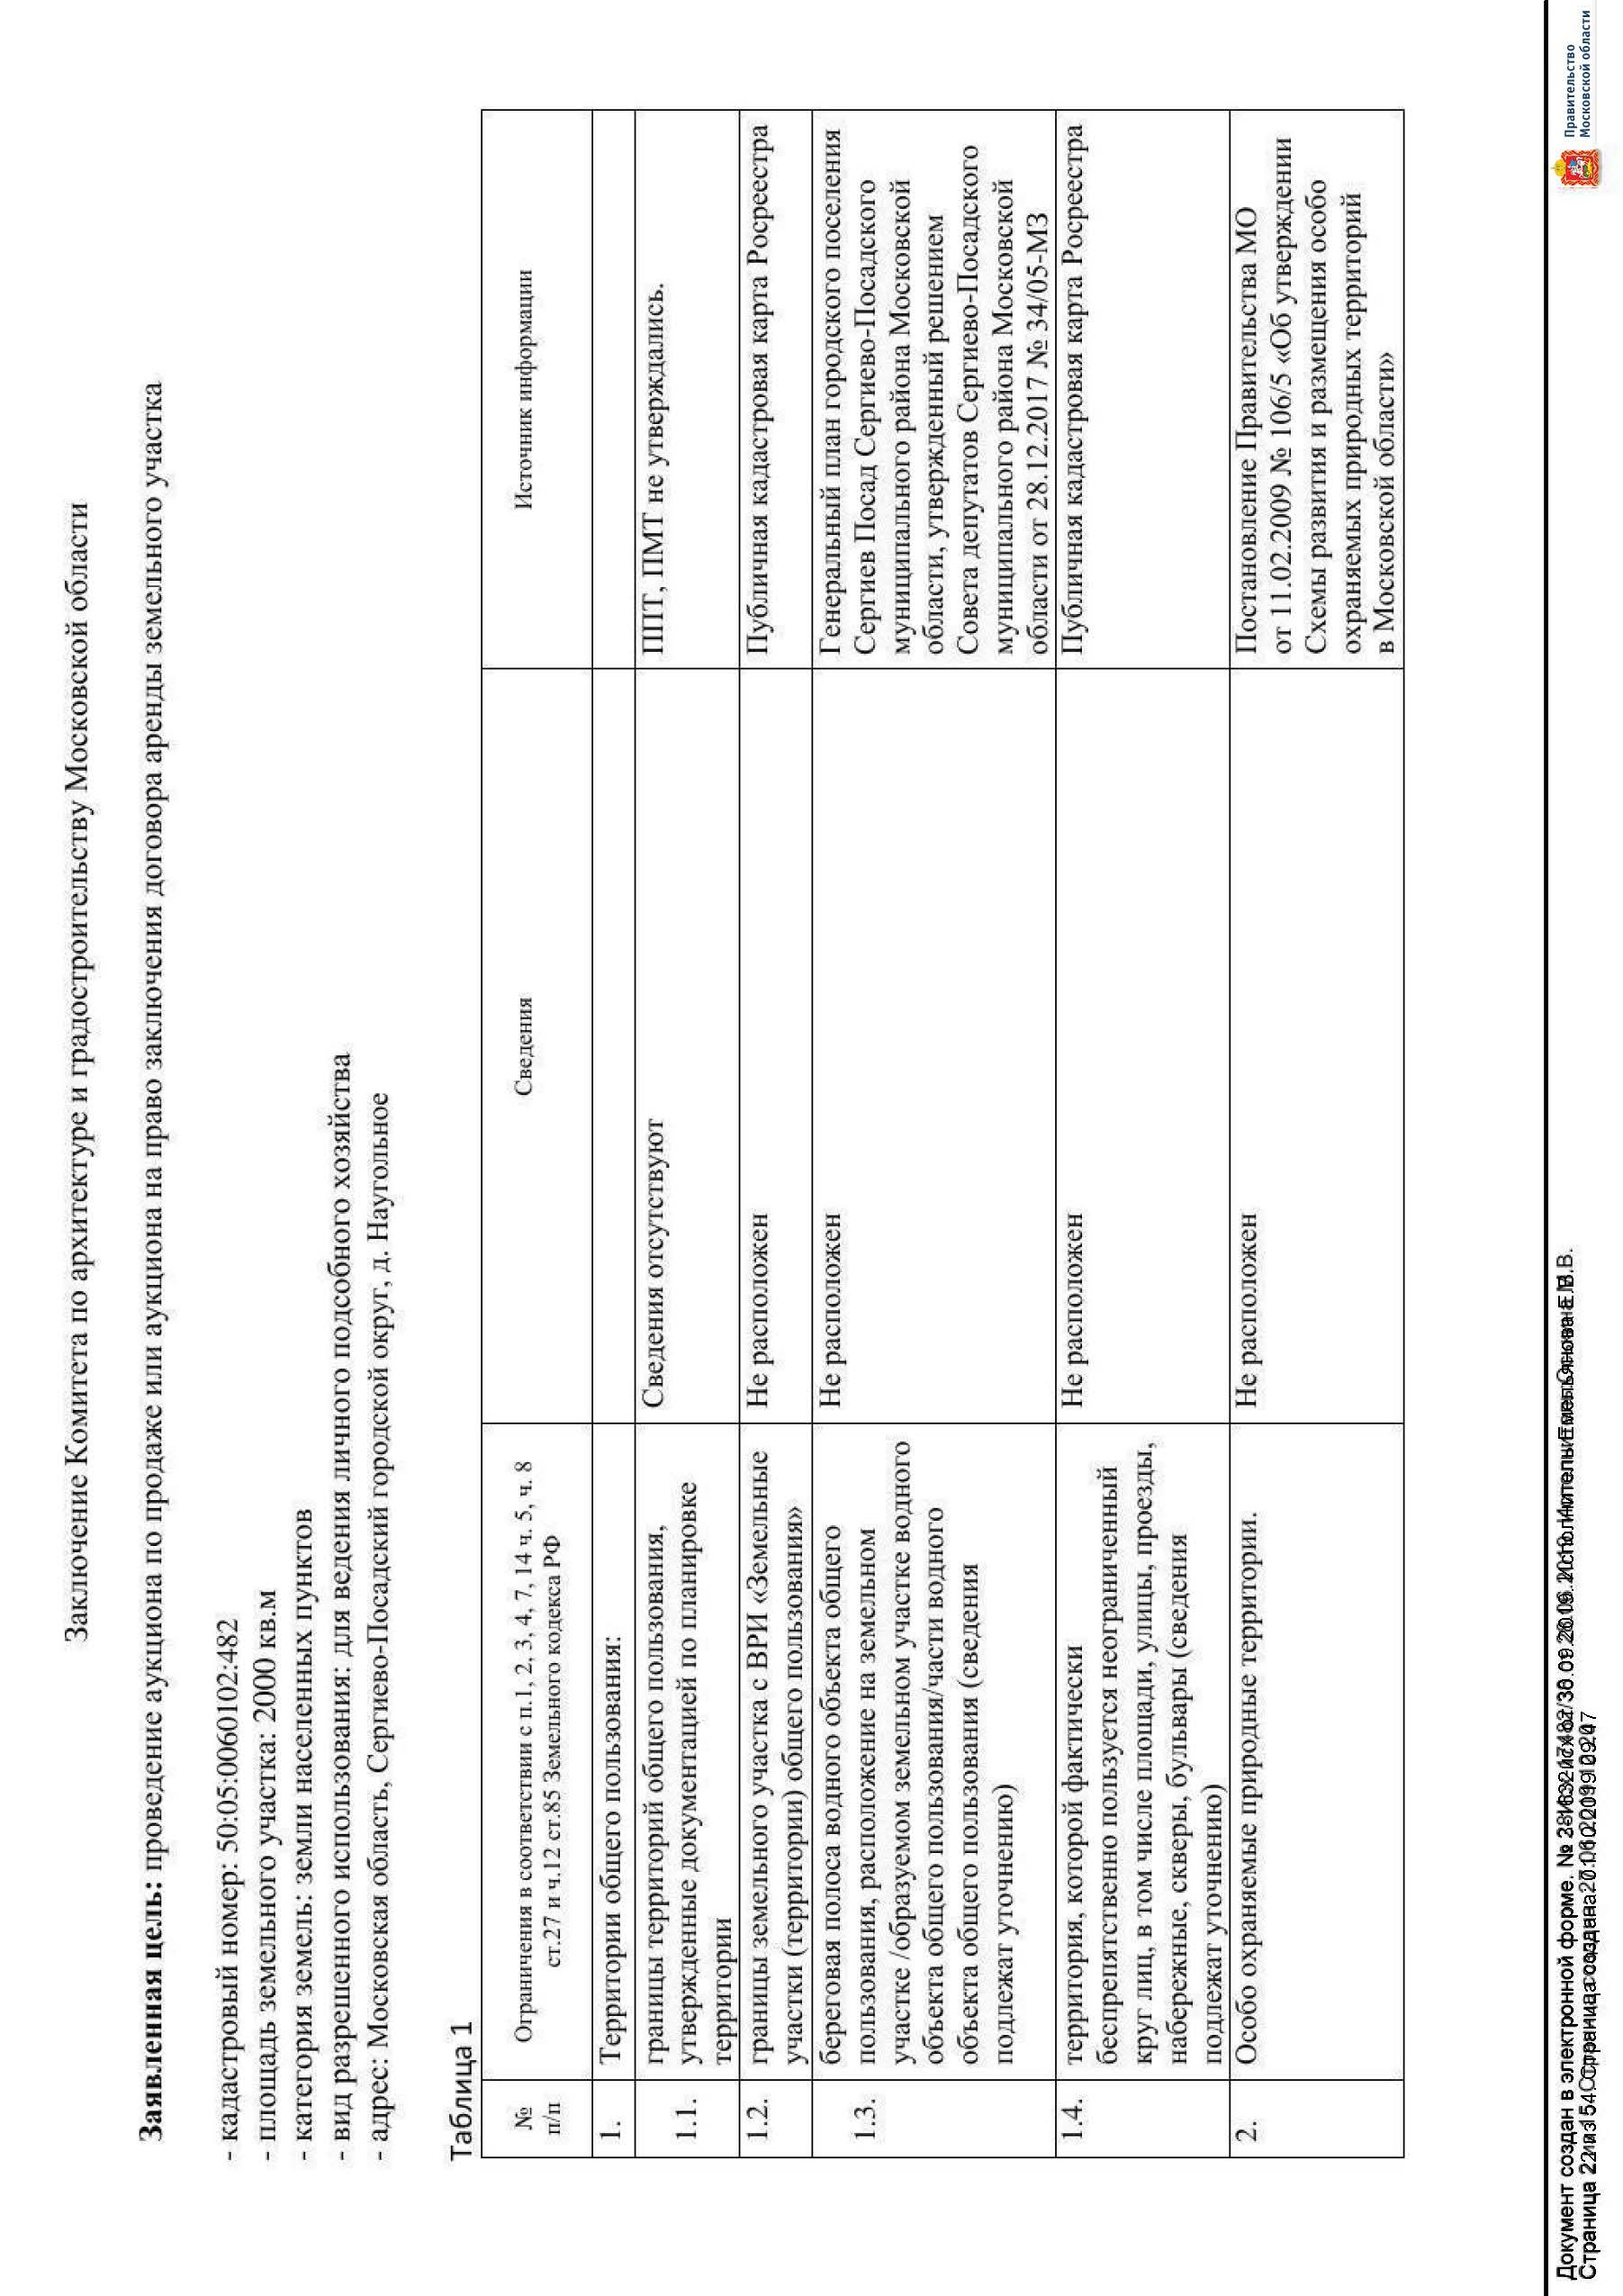 Заключение Комитета по архитектуре и градостроительству Московской области
Заявленная цель: проведение аукциона по продаже или аукциона на право заключения договора аренды земельного участка
- кадастровый номер: 50:05:0060102:482
- площадь земельного участка: 2000 кв.м
- категория земель: земли населенных пунктов
- вид разрешенного использования: для ведения личного подсобного хозяйства
- адрес: Московская область, Сергиево-Посадский городской округ, д. Наугольное
Таблица 1
№
п/п
Ограничения в соответствии с п.1, 2, 3, 4, 7, 14 ч. 5, ч. 8
ст.27 и ч.12 ст.85 Земельного кодекса РФ
Сведения
Источник информации
1.
Территории общего пользования:
1.1.
границы территорий общего пользования,
утвержденные документацией по планировке
территории
Сведения отсутствуют
ППТ, ПМТ не утверждались.
1.2.
границы земельного участка с ВРИ «Земельные
участки (территории) общего пользования»
Не расположен
Публичная кадастровая карта Росреестра
1.3.
береговая полоса водного объекта общего
пользования, расположение на земельном
участке /образуемом земельном участке водного
объекта общего пользования/части водного
объекта общего пользования (сведения
подлежат уточнению)
Не расположен
Генеральный план городского поселения
Сергиев Посад Сергиево-Посадского
муниципального района Московской
области, утвержденный решением
Совета депутатов Сергиево-Посадского
муниципального района Московской
области от 28.12.2017 № 34/05-МЗ
1.4.
территория, которой фактически
беспрепятственно пользуется неограниченный
круг лиц, в том числе площади, улицы, проезды,
набережные, скверы, бульвары (сведения
подлежат уточнению)
Не расположен
Публичная кадастровая карта Росреестра
2.
Особо охраняемые природные территории.
Не расположен
Постановление Правительства МО
от 11.02.2009 № 106/5 «Об утверждении
Схемы развития и размещения особо
охраняемых природных территорий
в Московской области»
Документ создан в электронной форме. №
Страница
Правительство
Московской области